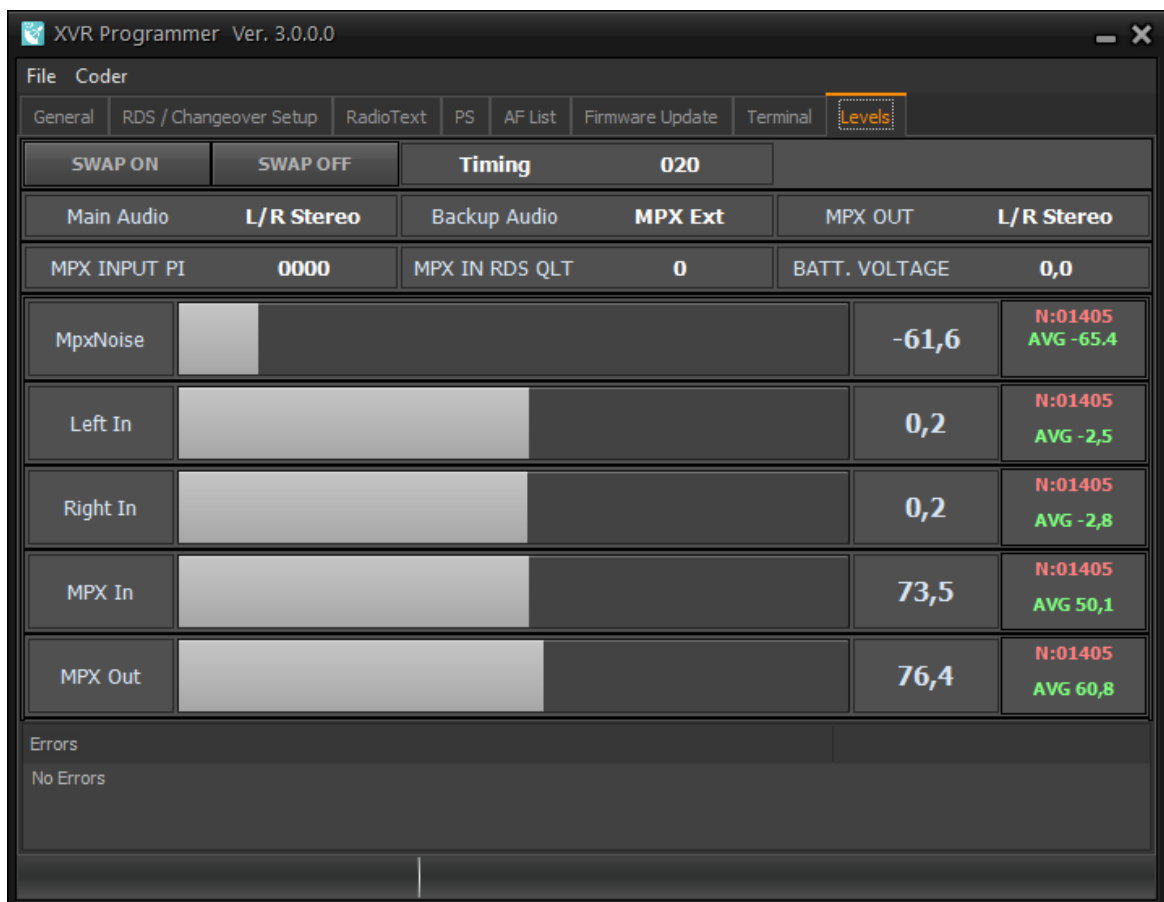 XVR Programmer Ver. 3.0.0.0
File Coder
General RDS / Changeover Setup RadioText PS AF List Firmware Update Terminal Levels
SWAP ON SWAP OFF Timing 020
Main Audio L/R Stereo Backup Audio MPX Ext MPX OUT L/R Stereo
MPX INPUT PI 0000 MPX IN RDS QLT 0 BATT. VOLTAGE 0,0
MpxNoise -61,6 N:01405
AVG -65.4
Left In 0,2 N:01405
AVG -2,5
Right In 0,2 N:01405
AVG -2,8
MPX In 73,5 N:01405
AVG 50,1
MPX Out 76,4 N:01405
AVG 60,8
Errors
No Errors